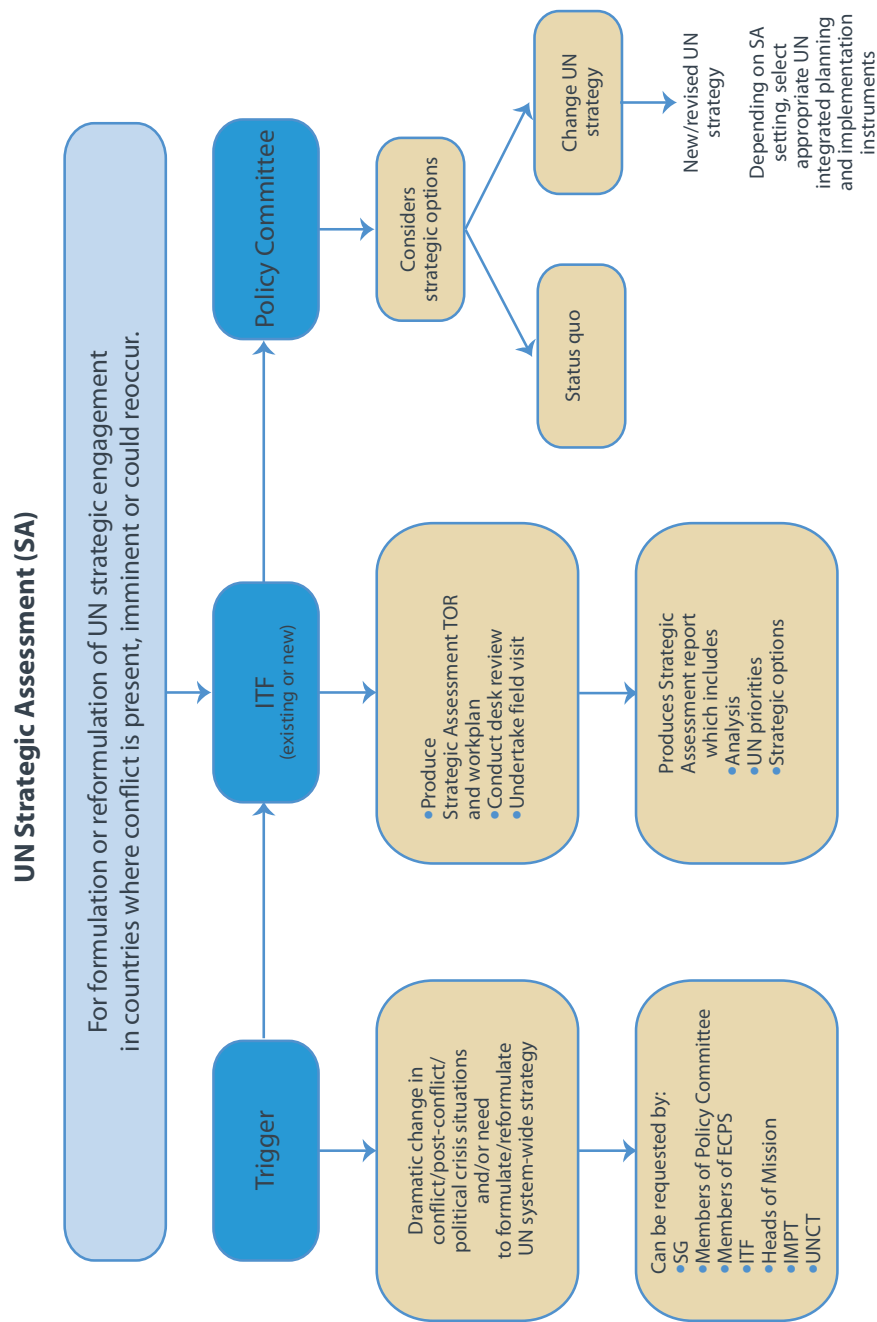 UN Strategic Assessment (SA)
For formulation or reformulation of UN strategic engagement
in countries where conflict is present, imminent or could reoccur.
Trigger
Dramatic change in
conflict/post-conflict/
political crisis situations
and/or need
to formulate/reformulate
UN system-wide strategy
Can be requested by:
•SG
•Members of Policy Committee
•Members of ECPS
•ITF
•Heads of Mission
•IMPT
•UNCT
ITF
(existing or new)
•Produce
Strategic Assessment TOR
and workplan
•Conduct desk review
•Undertake field visit
Produces Strategic
Assessment report
which includes
•Analysis
•UN priorities
•Strategic options
Policy Committee
Considers
strategic options
Status quo
Change UN
strategy
New/revised UN
strategy
Depending on SA
setting, select
appropriate UN
integrated planning
and implementation
instruments